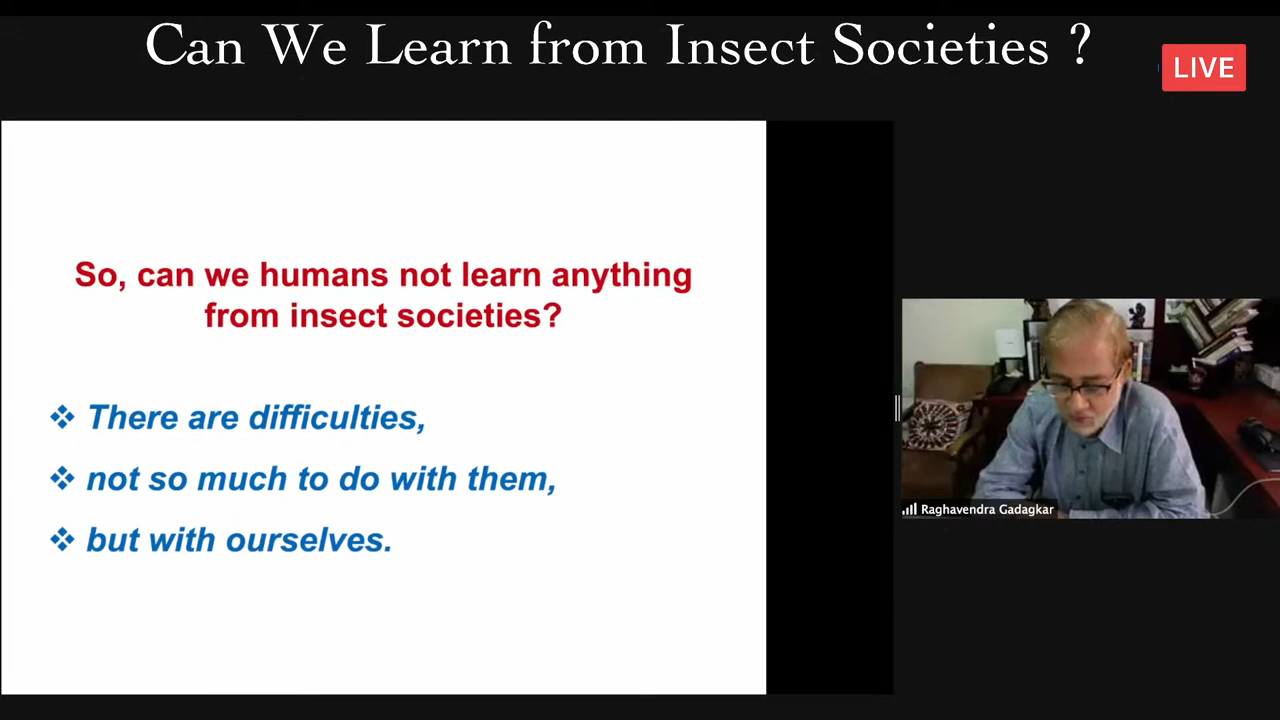 Can We Learn from Insect Societies ?
LIVE
So, can we humans not learn anything
from insect societies?
❖ There are difficulties,
❖ not so much to do with them,
❖ but with ourselves.
Raghavendra Gadagkar